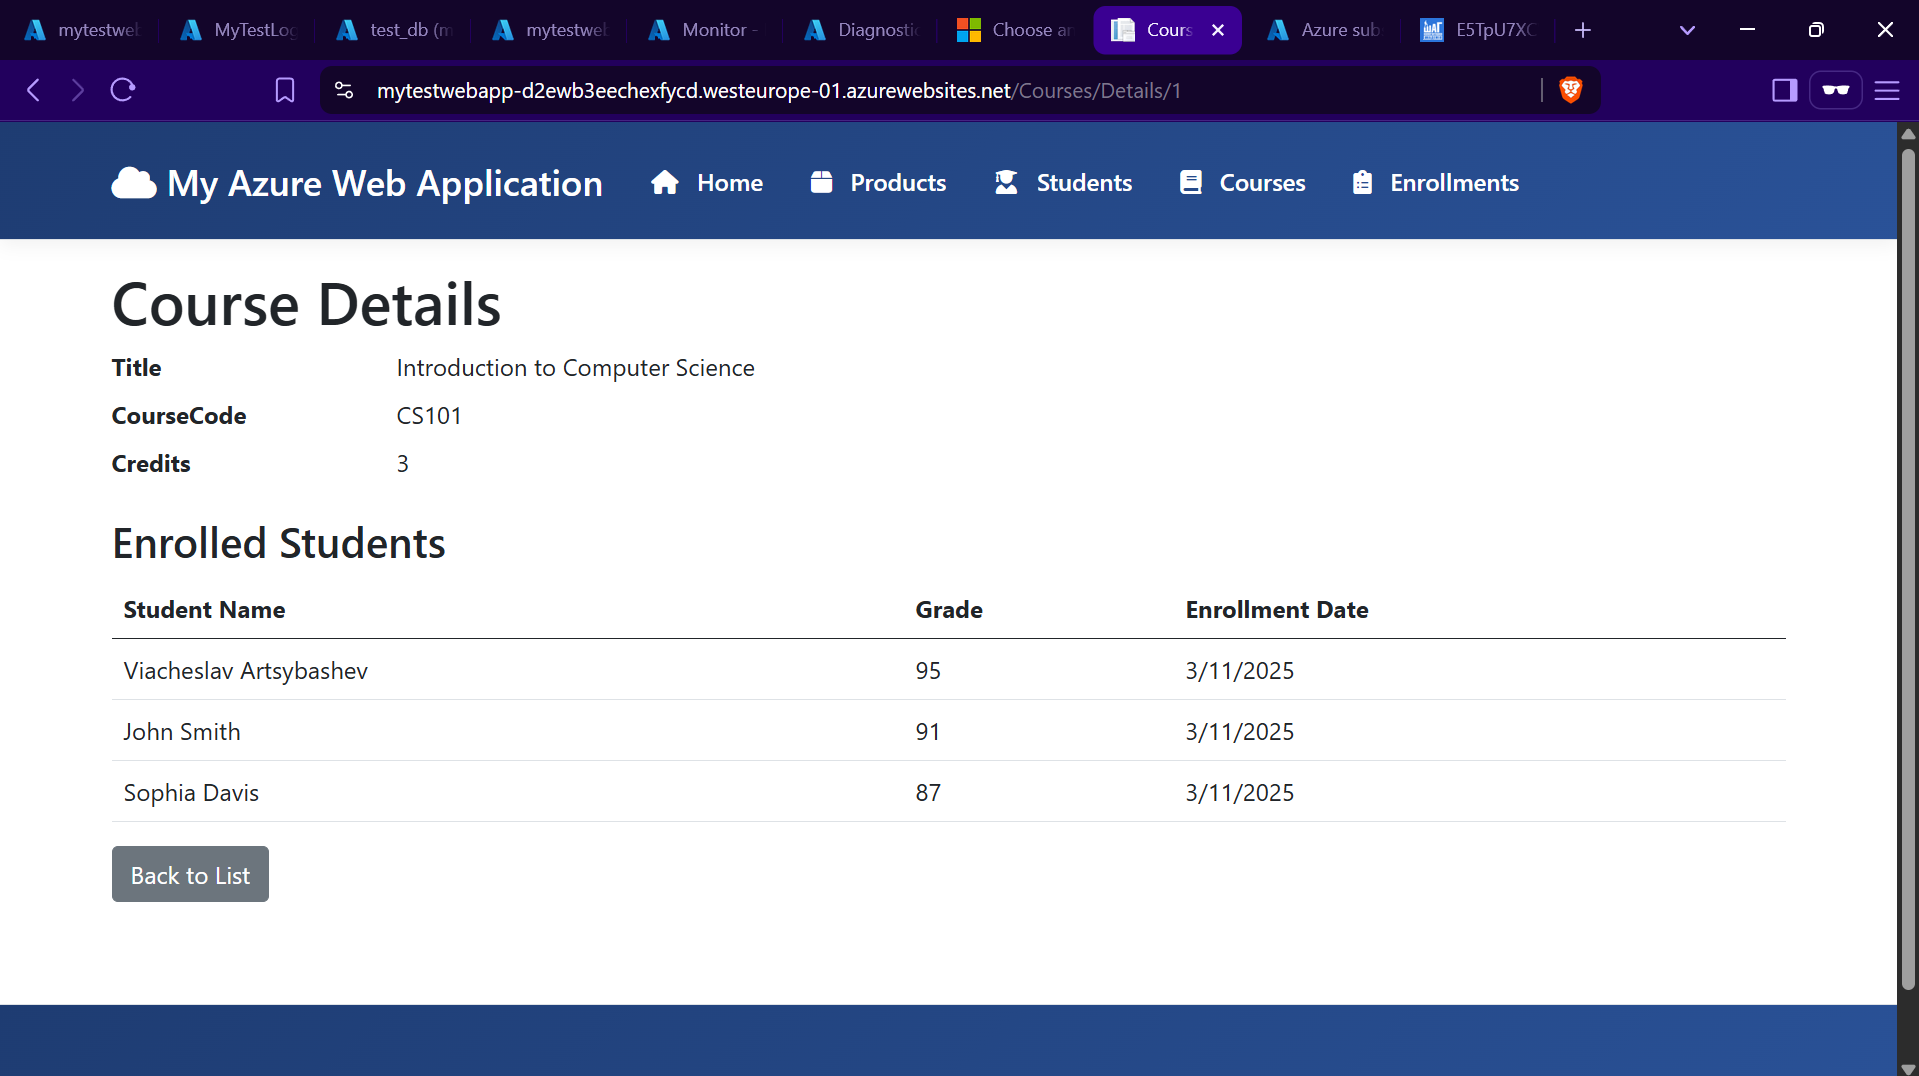 mytestweb MyTestLog test_db (m mytestweb Monitor - Diagnostic Choose an Cours Azure sub E5TpU7XC
mytestwebapp-d2ewb3eechexfycd.westeurope-01.azurewebsites.net/Courses/Details/1
My Azure Web Application Home Products Students Courses Enrollments
Course Details
Title Introduction to Computer Science
CourseCode CS101
Credits 3
Enrolled Students
Student Name Grade Enrollment Date
Viacheslav Artsybashev 95 3/11/2025
John Smith 91 3/11/2025
Sophia Davis 87 3/11/2025
Back to List